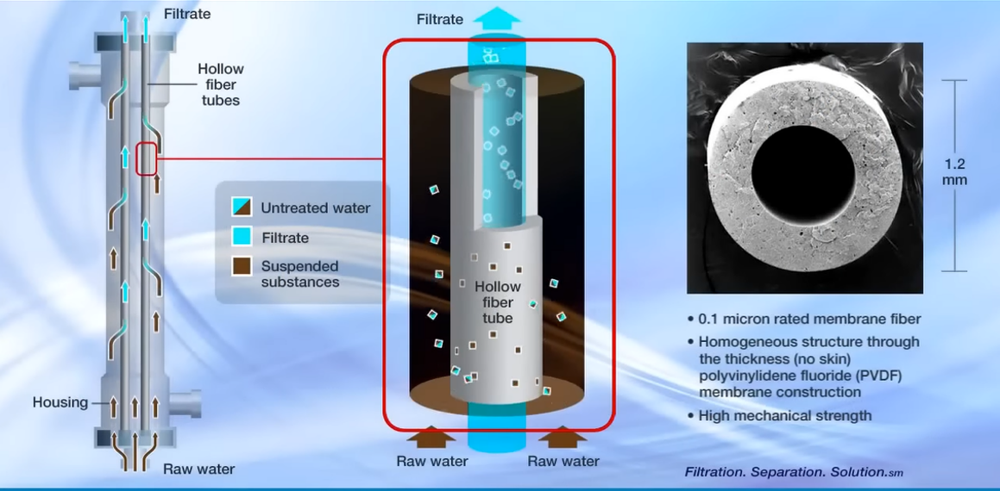 Filtrate
Hollow
fiber
tubes
Housing
Raw water
Untreated water
Filtrate
Suspended
substances
Filtrate
Hollow
fiber
tube
Raw water
Raw water
1.2
mm
• 0.1 micron rated membrane fiber
• Homogeneous structure through
the thickness (no skin)
polyvinylidene fluoride (PVDF)
membrane construction
• High mechanical strength
Filtration. Separation. Solution.sm